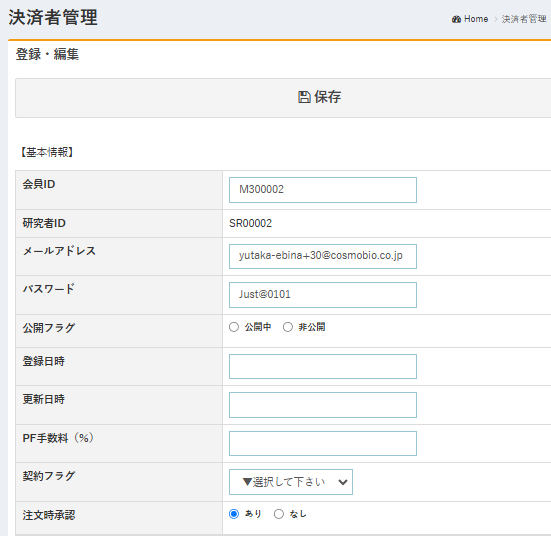 決済者管理
Home > 決済者管理
登録・編集
保存
【基本情報】
会員ID
M300002
研究者ID
SR00002
メールアドレス
yutaka-ebina+30@cosmobio.co.jp
パスワード
Just@0101
公開フラグ
公開中 非公開
登録日時
更新日時
PF手数料（%）
契約フラグ
▼選択して下さい
注文時承認
あり なし